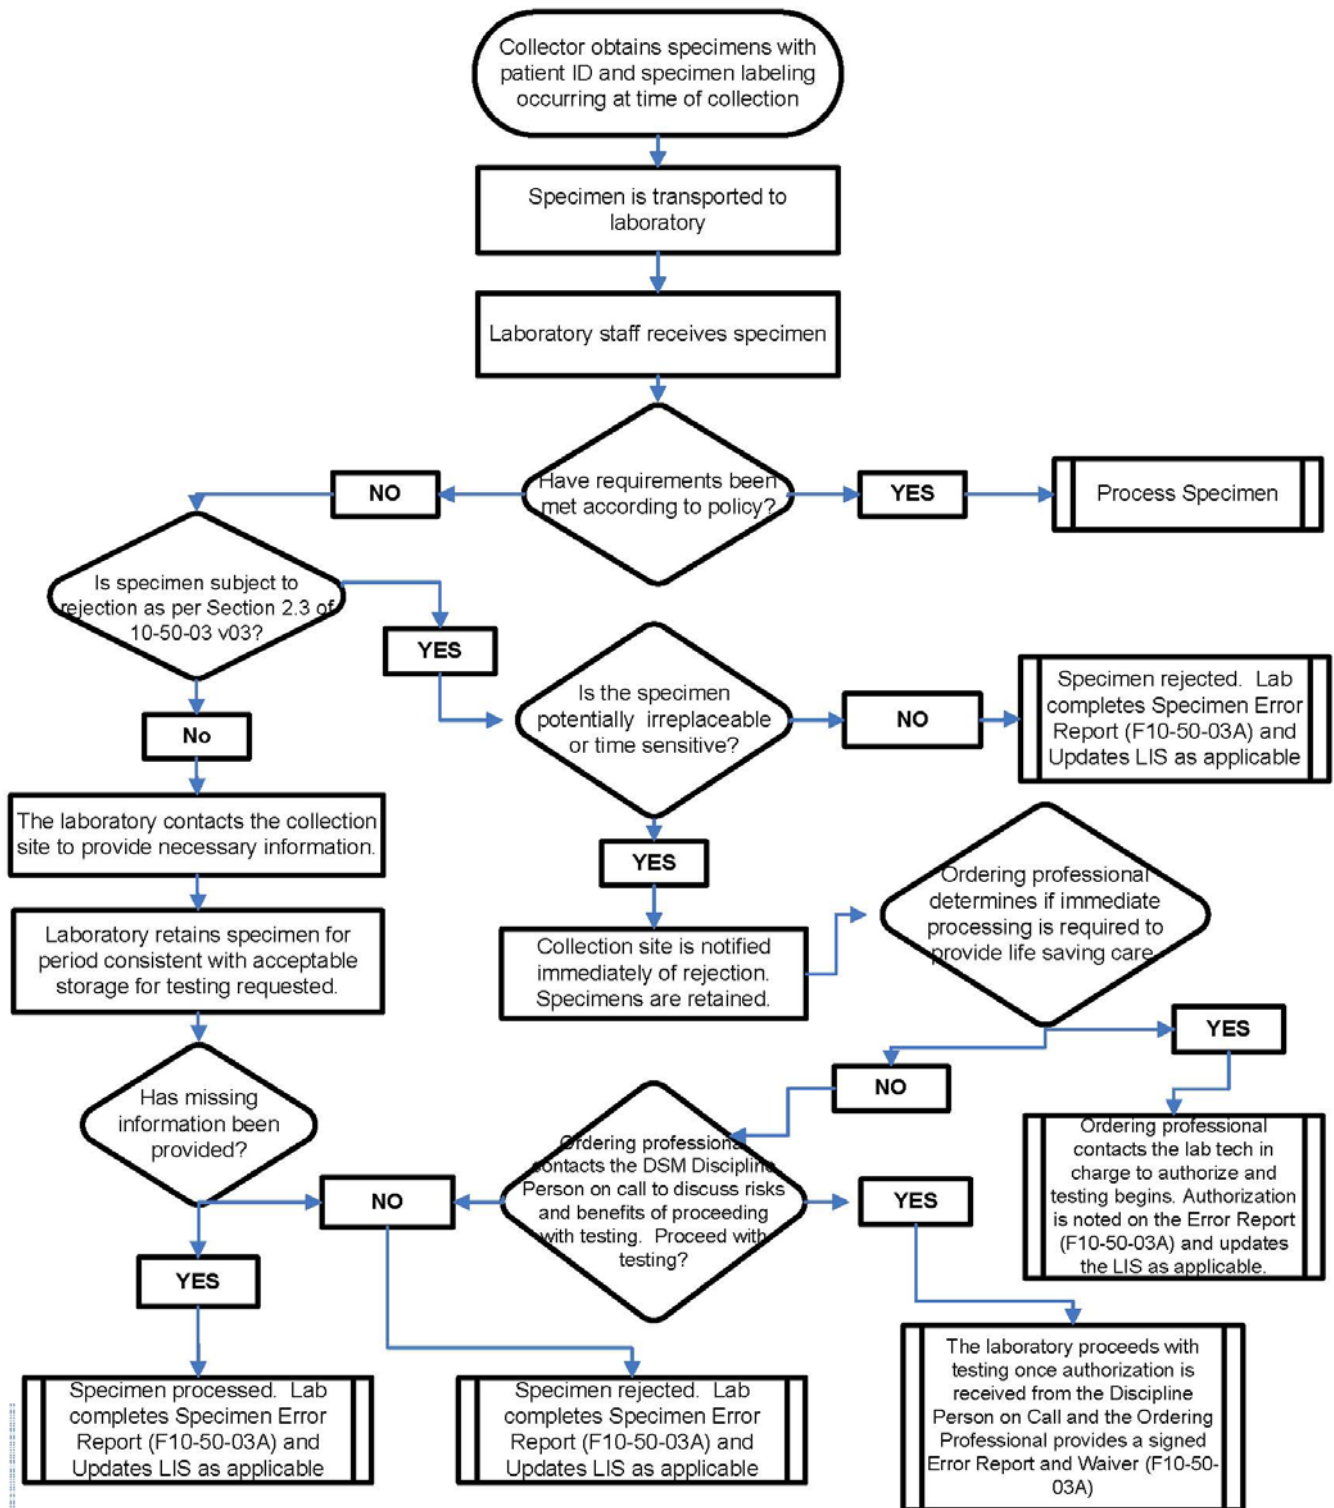 Collector obtains specimens with
patient ID and specimen labeling
occurring at time of collection
Specimen is transported to
laboratory
Laboratory staff receives specimen
Have requirements been
met according to policy?
NO
YES
Process Specimen
Is specimen subject to
rejection as per Section 2.3 of
10-50-03 v03?
YES
No
Is the specimen
potentially irreplaceable
or time sensitive?
NO
Specimen rejected. Lab
completes Specimen Error
Report (F10-50-03A) and
Updates LIS as applicable
The laboratory contacts the collection
site to provide necessary information.
YES
Ordering professional
determines if immediate
processing is required to
provide life saving care.
Laboratory retains specimen for
period consistent with acceptable
storage for testing requested.
Collection site is notified
immediately of rejection.
Specimens are retained.
YES
NO
Has missing
information been
provided?
Ordering professional
contacts the DSM Discipline
Person on call to discuss risks
and benefits of proceeding
with testing. Proceed with
testing?
Ordering professional
contacts the lab tech in
charge to authorize and
testing begins. Authorization
is noted on the Error Report
(F10-50-03A) and updates
the LIS as applicable.
NO
YES
YES
The laboratory proceeds with
testing once authorization is
received from the Discipline
Person on Call and the Ordering
Professional provides a signed
Error Report and Waiver (F10-50-
03A)
Specimen processed. Lab
completes Specimen Error
Report (F10-50-03A) and
Updates LIS as applicable
Specimen rejected. Lab
completes Specimen Error
Report (F10-50-03A) and
Updates LIS as applicable